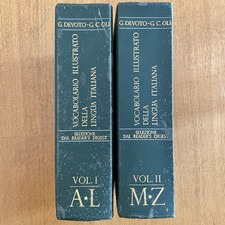 G. DEVOTO - G. C. OLI
VOCABOLARIO ILLUSTRATO
DELLA
LINGUA ITALIANA
SELEZIONE
DAL READER'S DIGEST
VOL. I
A·L
G. DEVOTO - G. C. OLI
VOCABOLARIO ILLUSTRATO
DELLA
LINGUA ITALIANA
SELEZIONE
DAL READER'S DIGEST
VOL. II
M·Z